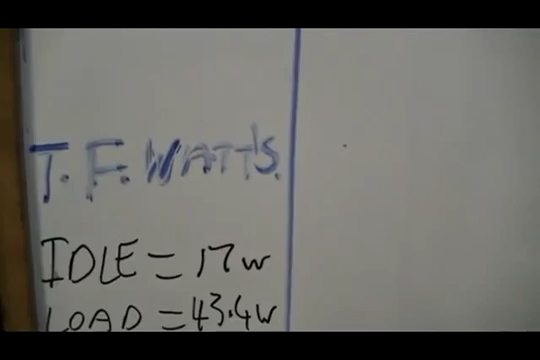 T. F. WATTS.
IDLE = 17w
LOAD = 43.4w